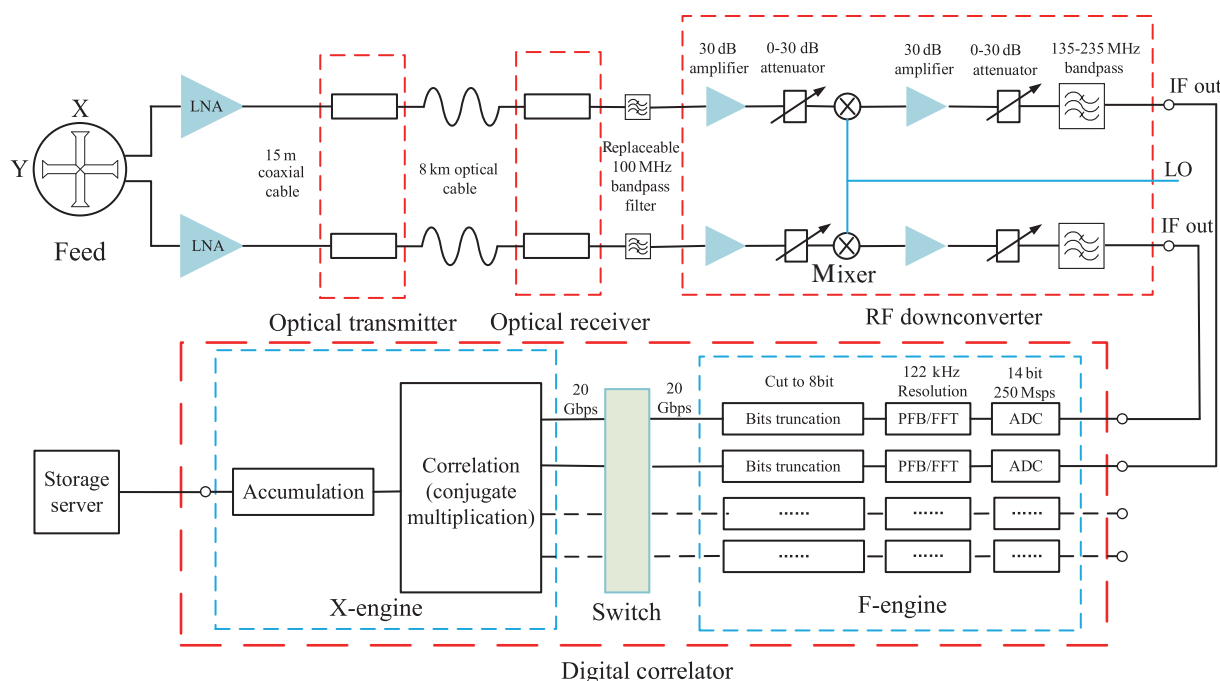 X
Y
Feed
LNA
LNA
15 m
coaxial
cable
Optical transmitter
8 km optical
cable
Optical receiver
Replaceable
100 MHz
bandpass
filter
30 dB
amplifier
0-30 dB
attenuator
30 dB
amplifier
0-30 dB
attenuator
135-235 MHz
bandpass
IF out
LO
IF out
Mixer
RF downconverter
Storage
server
Accumulation
Correlation
(conjugate
multiplication)
X-engine
20
Gbps
Switch
20
Gbps
Cut to 8bit
122 kHz
Resolution
14 bit
250 Msps
Bits truncation
PFB/FFT
ADC
Bits truncation
PFB/FFT
ADC
······
······
······
······
······
······
F-engine
Digital correlator